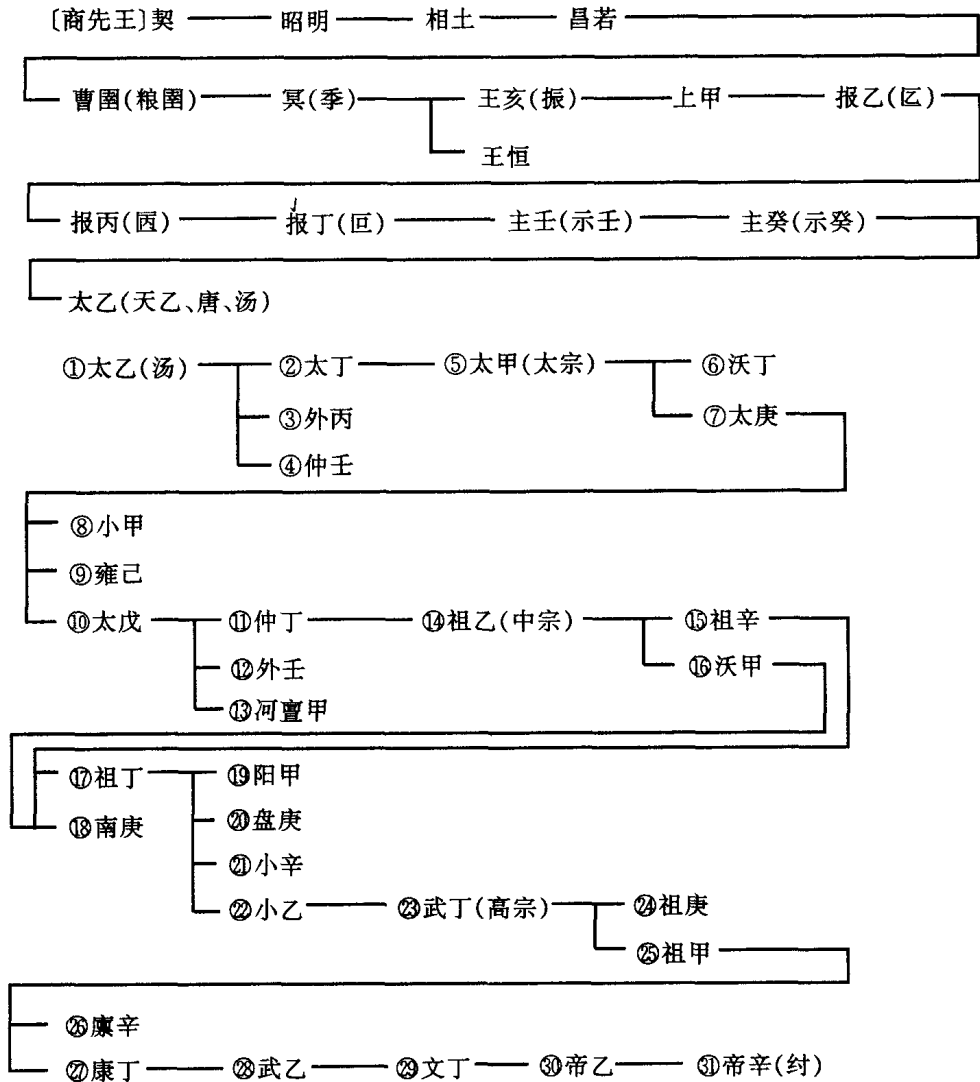 〔商先王〕契 昭明 相土 昌若
曹圉(粮圉) 冥(季) 王亥(振) 上甲 报乙(匞)
王恒
报丙(㔷) 报丁(叵) 主壬(示壬) 主癸(示癸)
太乙(天乙、唐、汤)
①太乙(汤) ②太丁 ⑤太甲(太宗) ⑥沃丁
③外丙 ⑦太庚
④仲壬
⑧小甲
⑨雍己
⑩太戊 ⑪仲丁 ⑭祖乙(中宗) ⑮祖辛
⑫外壬 ⑯沃甲
⑬河亶甲
⑰祖丁 ⑲阳甲
⑱南庚 ⑳盘庚
㉑小辛
㉒小乙 ㉓武丁(高宗) ㉔祖庚
㉕祖甲
㉖廪辛
㉗康丁 ㉘武乙 ㉙文丁 ㉚帝乙 ㉛帝辛(纣)